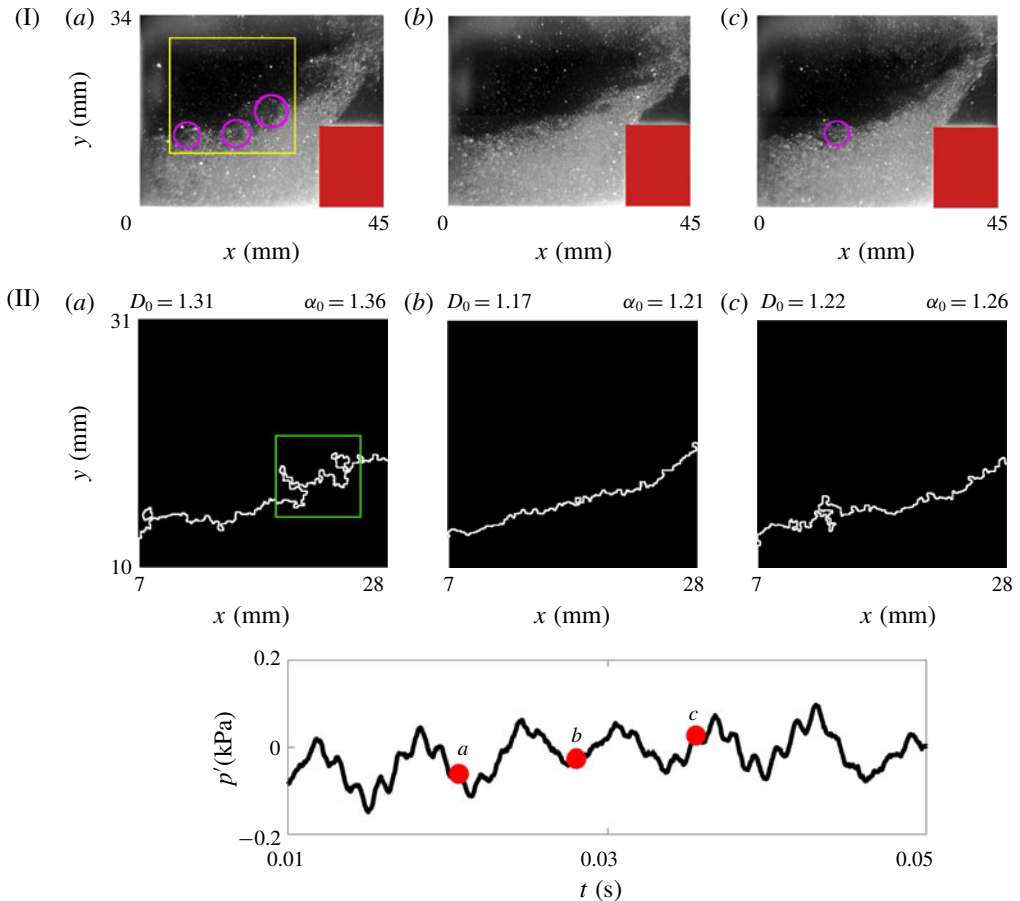 (I) (a) (b) (c)
34
y (mm)
0 45 0 45 0 45
x (mm) x (mm) x (mm)
(II) (a) D₀ = 1.31 α₀ = 1.36 (b) D₀ = 1.17 α₀ = 1.21 (c) D₀ = 1.22 α₀ = 1.26
31
y (mm)
10
7 28 7 28 7 28
x (mm) x (mm) x (mm)
0.2
a b c
p′(kPa) 0
−0.2
0.01 0.03 0.05
t (s)